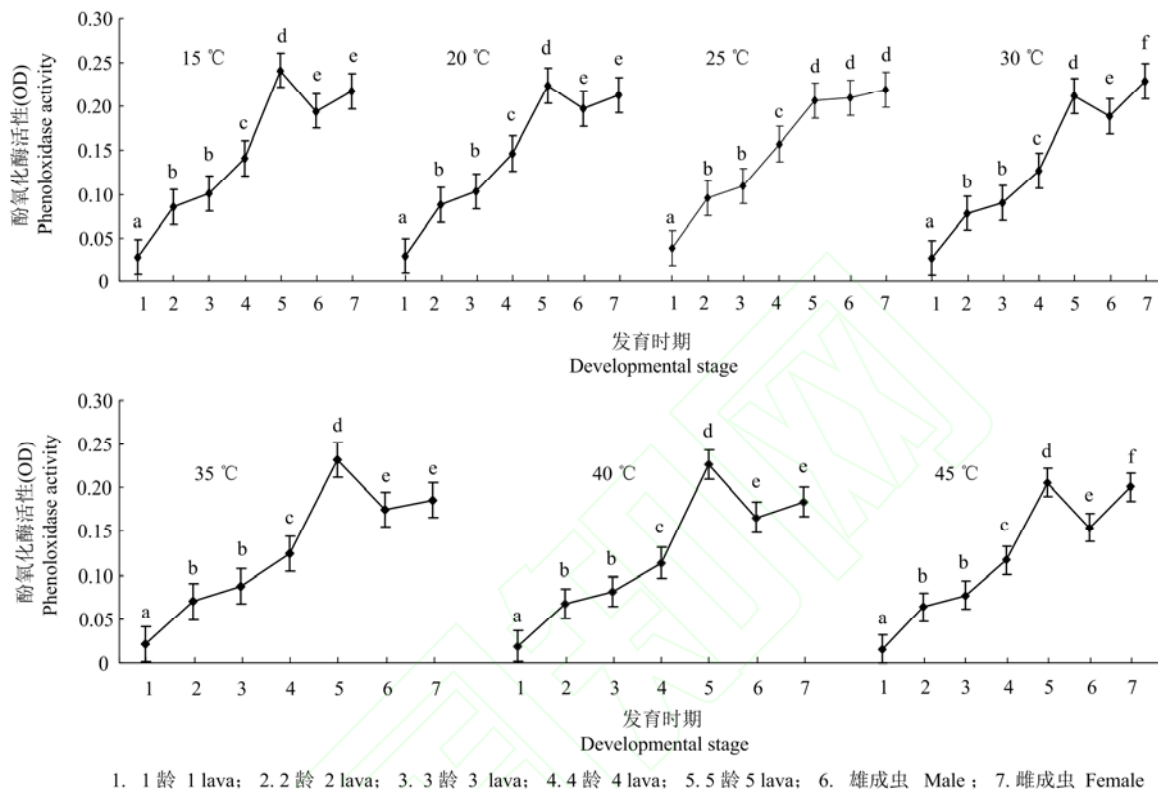 酚氧化酶活性(OD)
Phenoloxidase activity
0.30
0.25
0.20
0.15
0.10
0.05
0
15 ℃
a
b
b
c
d
e
e
1 2 3 4 5 6 7
20 ℃
a
b
b
c
d
e
e
1 2 3 4 5 6 7
25 ℃
a
b
b
c
d
d
d
1 2 3 4 5 6 7
30 ℃
a
b
b
c
d
e
f
1 2 3 4 5 6 7
发育时期
Developmental stage
酚氧化酶活性(OD)
Phenoloxidase activity
0.30
0.25
0.20
0.15
0.10
0.05
0
35 ℃
a
b
b
c
d
e
e
1 2 3 4 5 6 7
40 ℃
a
b
b
c
d
e
e
1 2 3 4 5 6 7
45 ℃
a
b
b
c
d
e
f
1 2 3 4 5 6 7
发育时期
Developmental stage
1. 1 龄 1 lava; 2. 2 龄 2 lava; 3. 3 龄 3 lava; 4. 4 龄 4 lava; 5. 5 龄 5 lava; 6. 雄成虫 Male ; 7. 雌成虫 Female